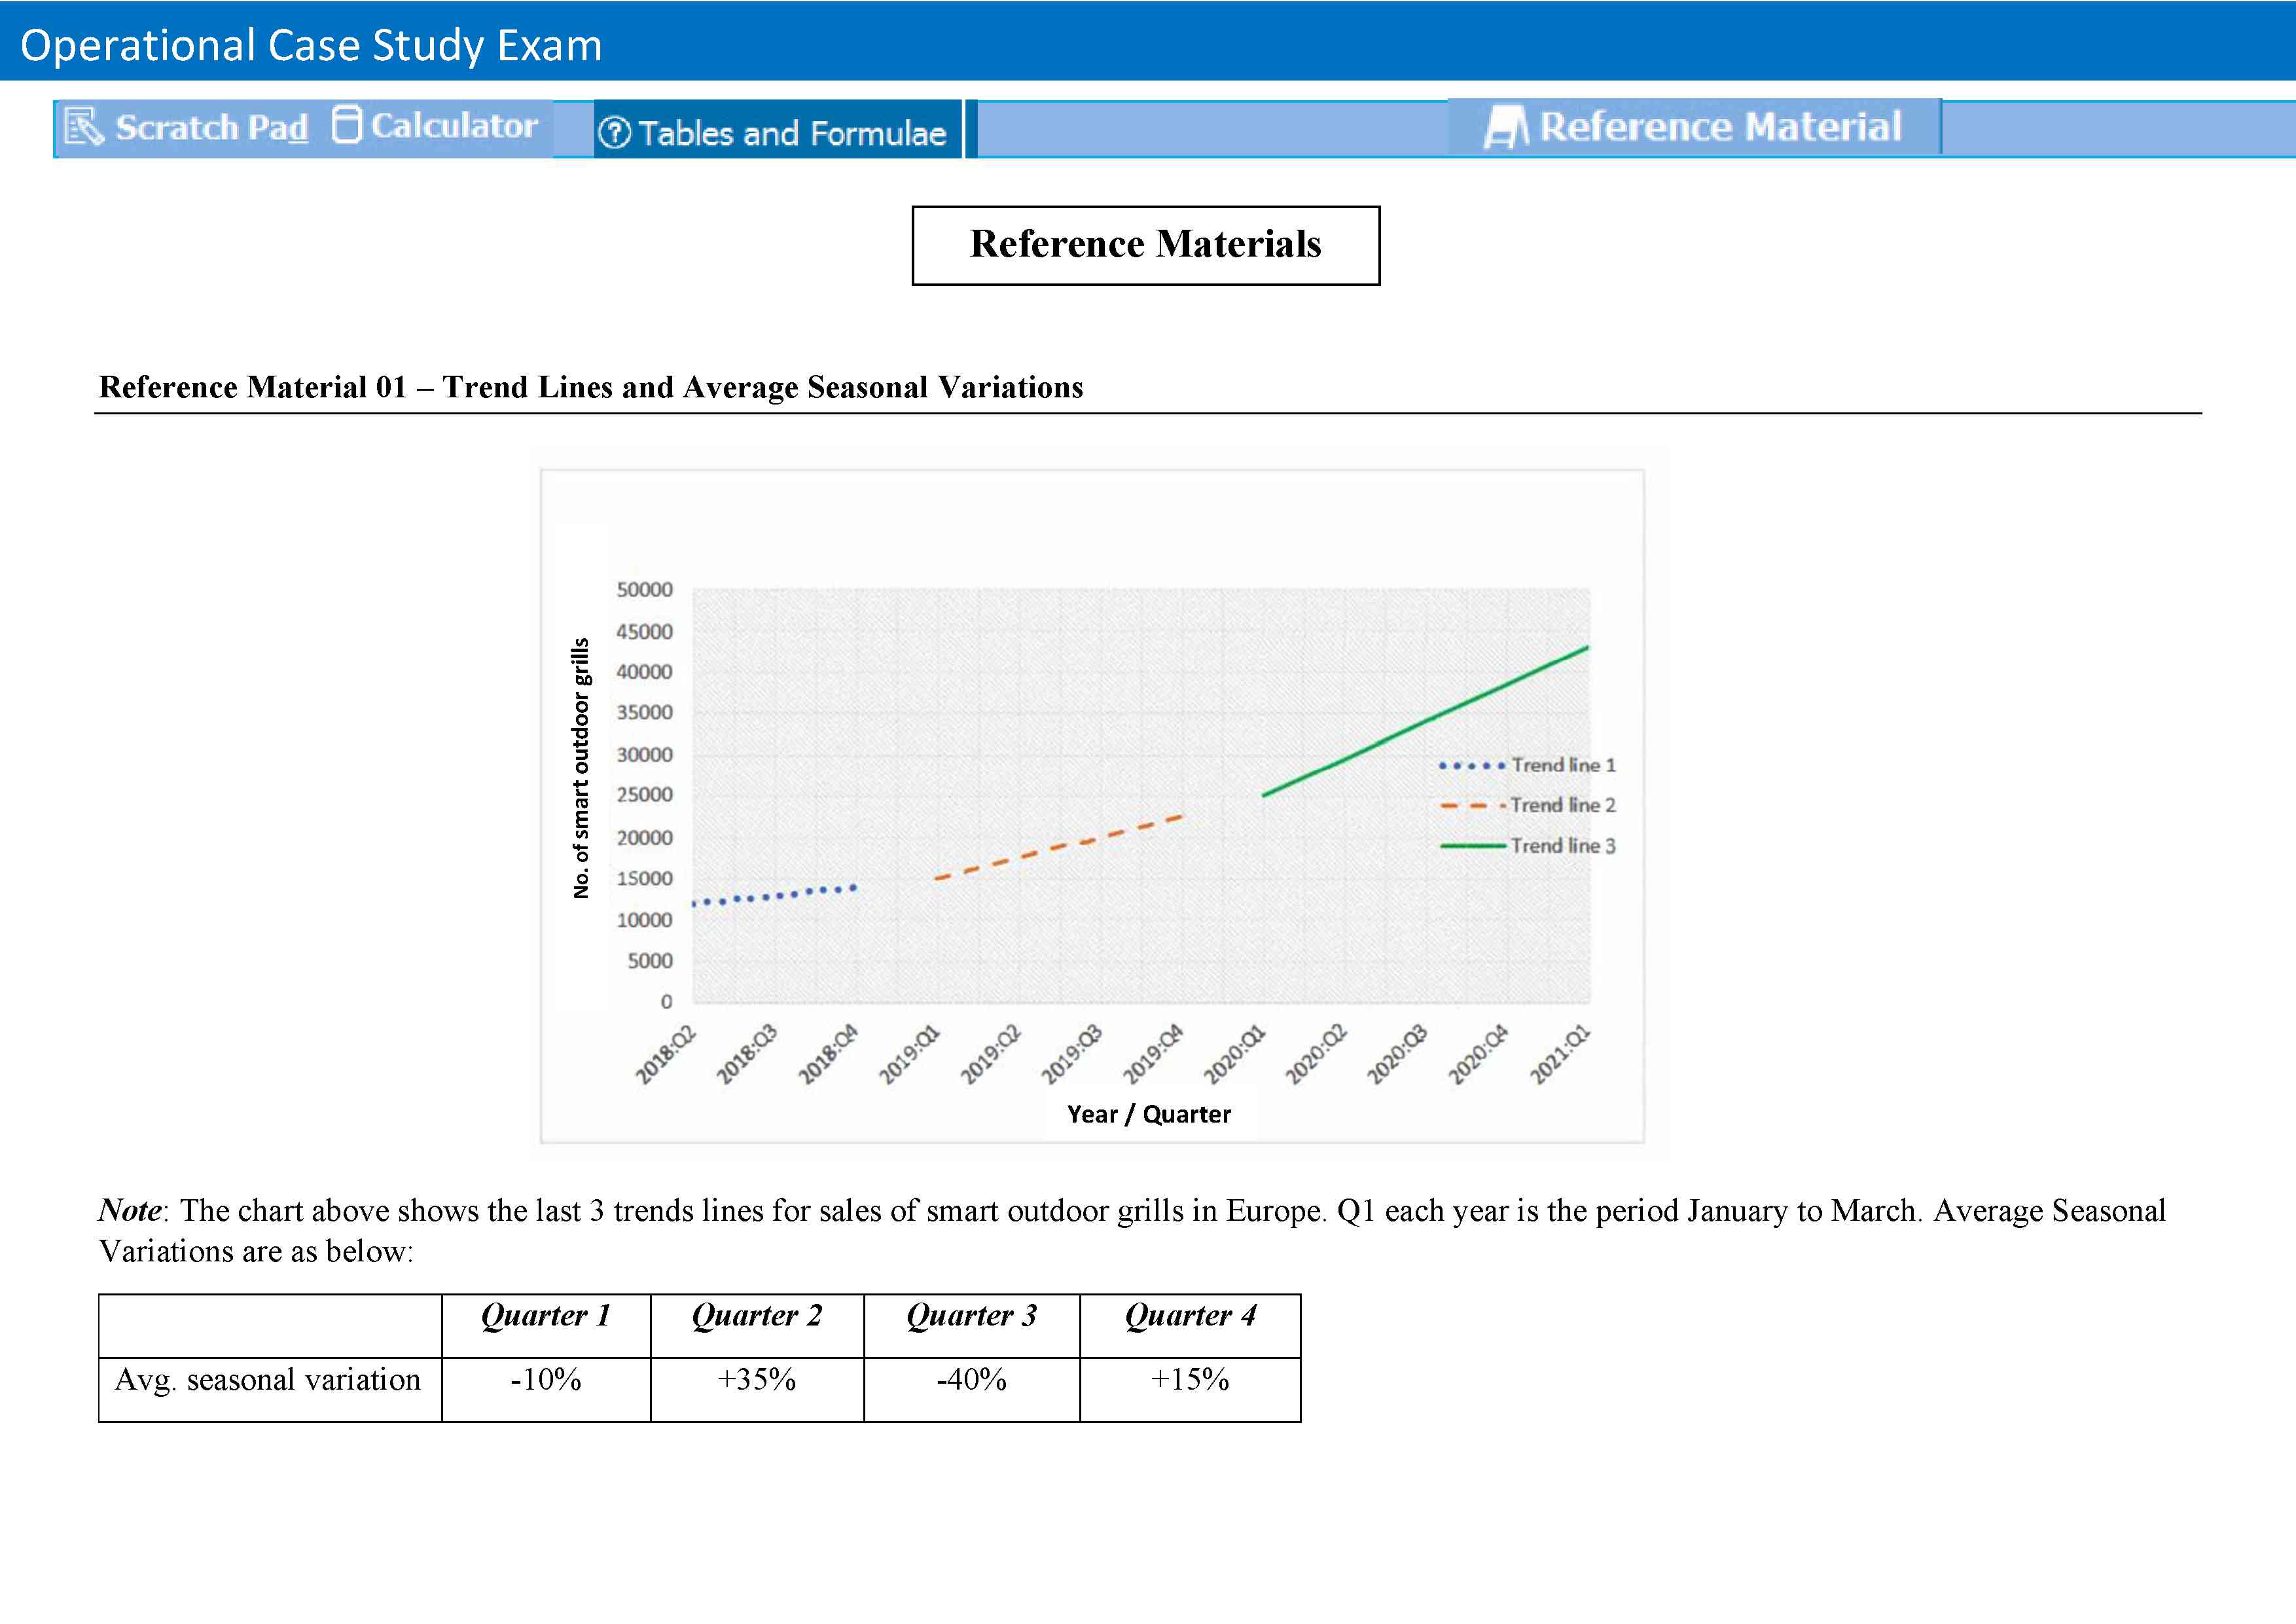 Operational Case Study Exam
Scratch Pad Calculator Tables and Formulae Reference Material
Reference Materials
Reference Material 01 – Trend Lines and Average Seasonal Variations
No. of smart outdoor grills
50000
45000
40000
35000
30000
25000
20000
15000
10000
5000
0
Trend line 1
Trend line 2
Trend line 3
2018:Q2 2018:Q3 2018:Q4 2019:Q1 2019:Q2 2019:Q3 2019:Q4 2020:Q1 2020:Q2 2020:Q3 2020:Q4 2021:Q1
Year / Quarter
Note: The chart above shows the last 3 trends lines for sales of smart outdoor grills in Europe. Q1 each year is the period January to March. Average Seasonal
Variations are as below:
Quarter 1 Quarter 2 Quarter 3 Quarter 4
Avg. seasonal variation -10% +35% -40% +15%